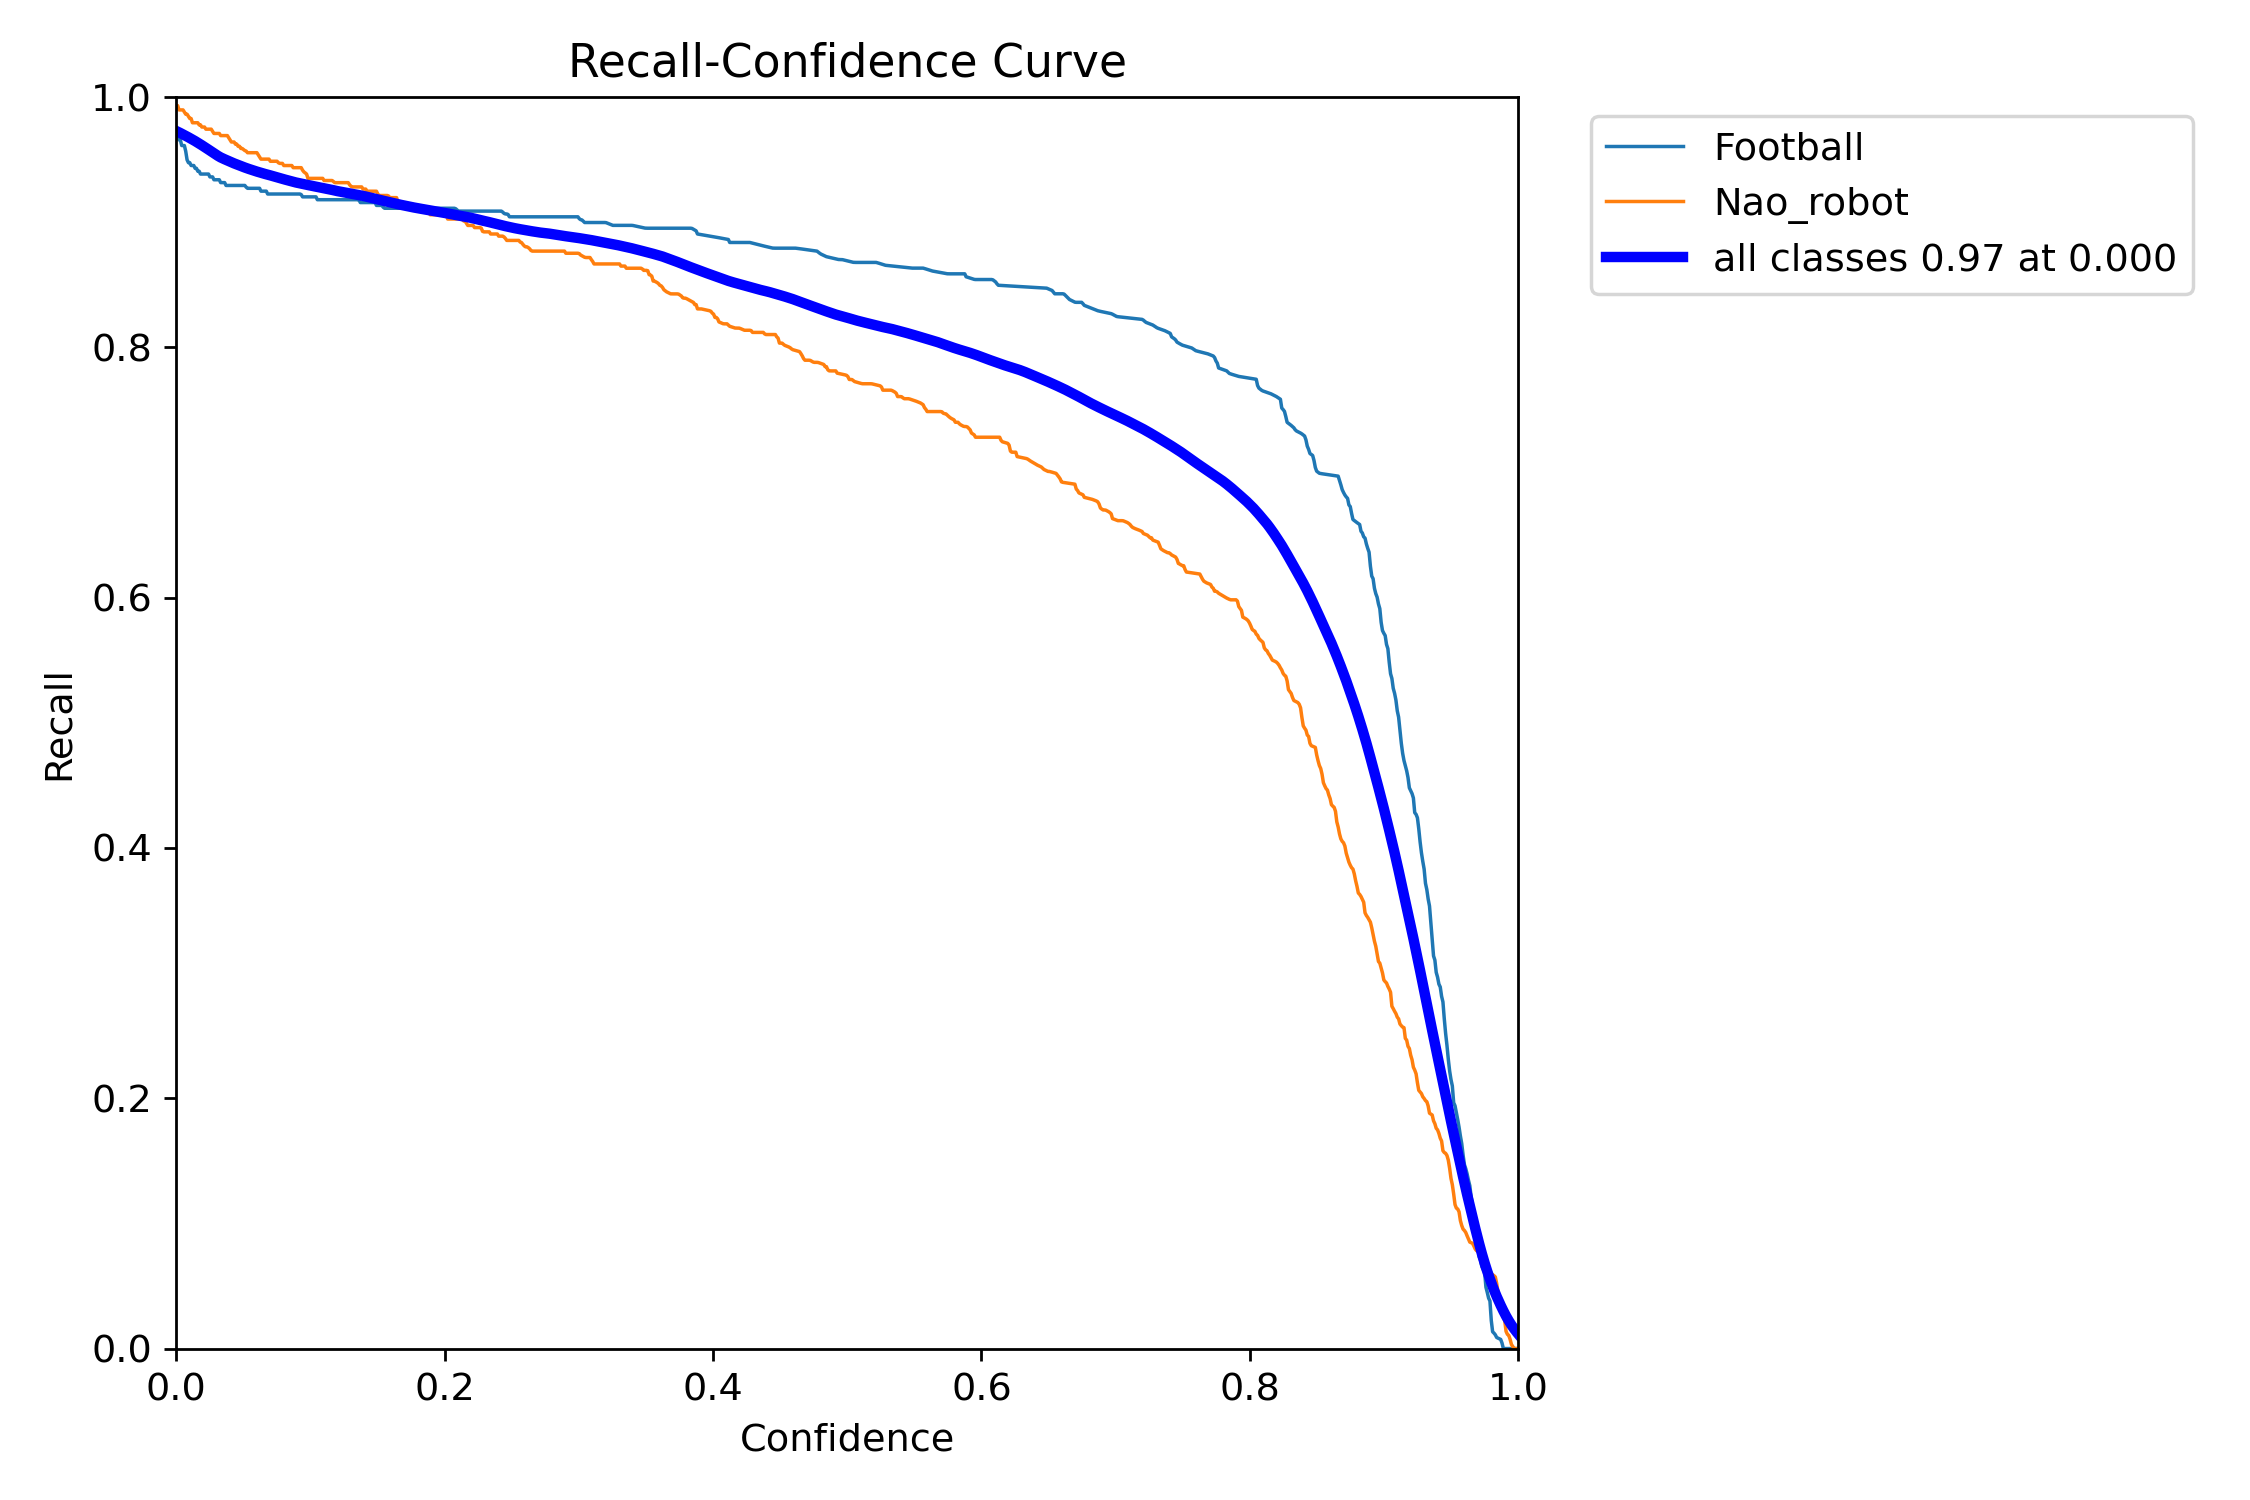 Recall-Confidence Curve
1.0
0.8
0.6
0.4
0.2
0.0
Recall
0.0 0.2 0.4 0.6 0.8 1.0
Confidence
Football
Nao_robot
all classes 0.97 at 0.000